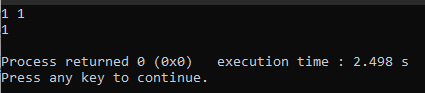 1 1
1
Process returned 0 (0x0)   execution time : 2.498 s
Press any key to continue.